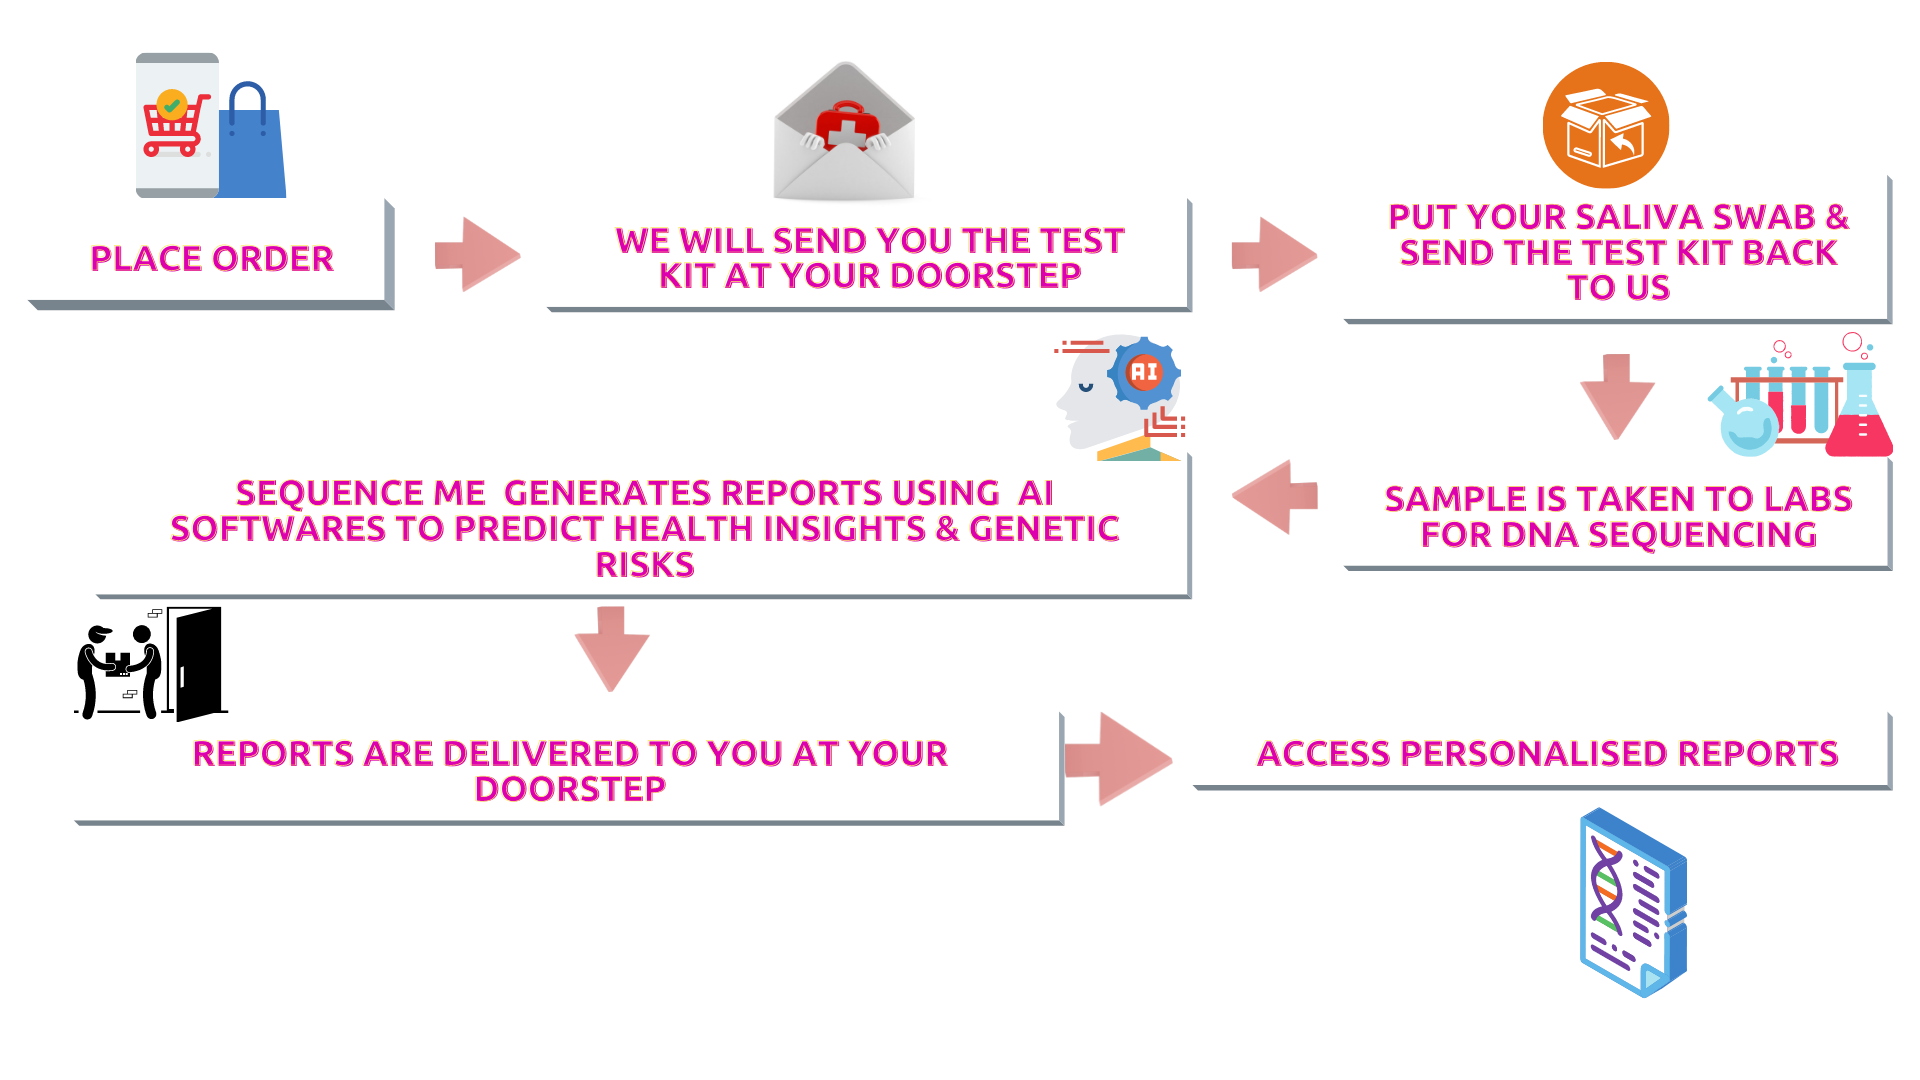 PLACE ORDER
WE WILL SEND YOU THE TEST
KIT AT YOUR DOORSTEP
PUT YOUR SALIVA SWAB &
SEND THE TEST KIT BACK
TO US
AI
SAMPLE IS TAKEN TO LABS
FOR DNA SEQUENCING
SEQUENCE ME  GENERATES REPORTS USING  AI
SOFTWARES TO PREDICT HEALTH INSIGHTS & GENETIC
RISKS
REPORTS ARE DELIVERED TO YOU AT YOUR
DOORSTEP
ACCESS PERSONALISED REPORTS